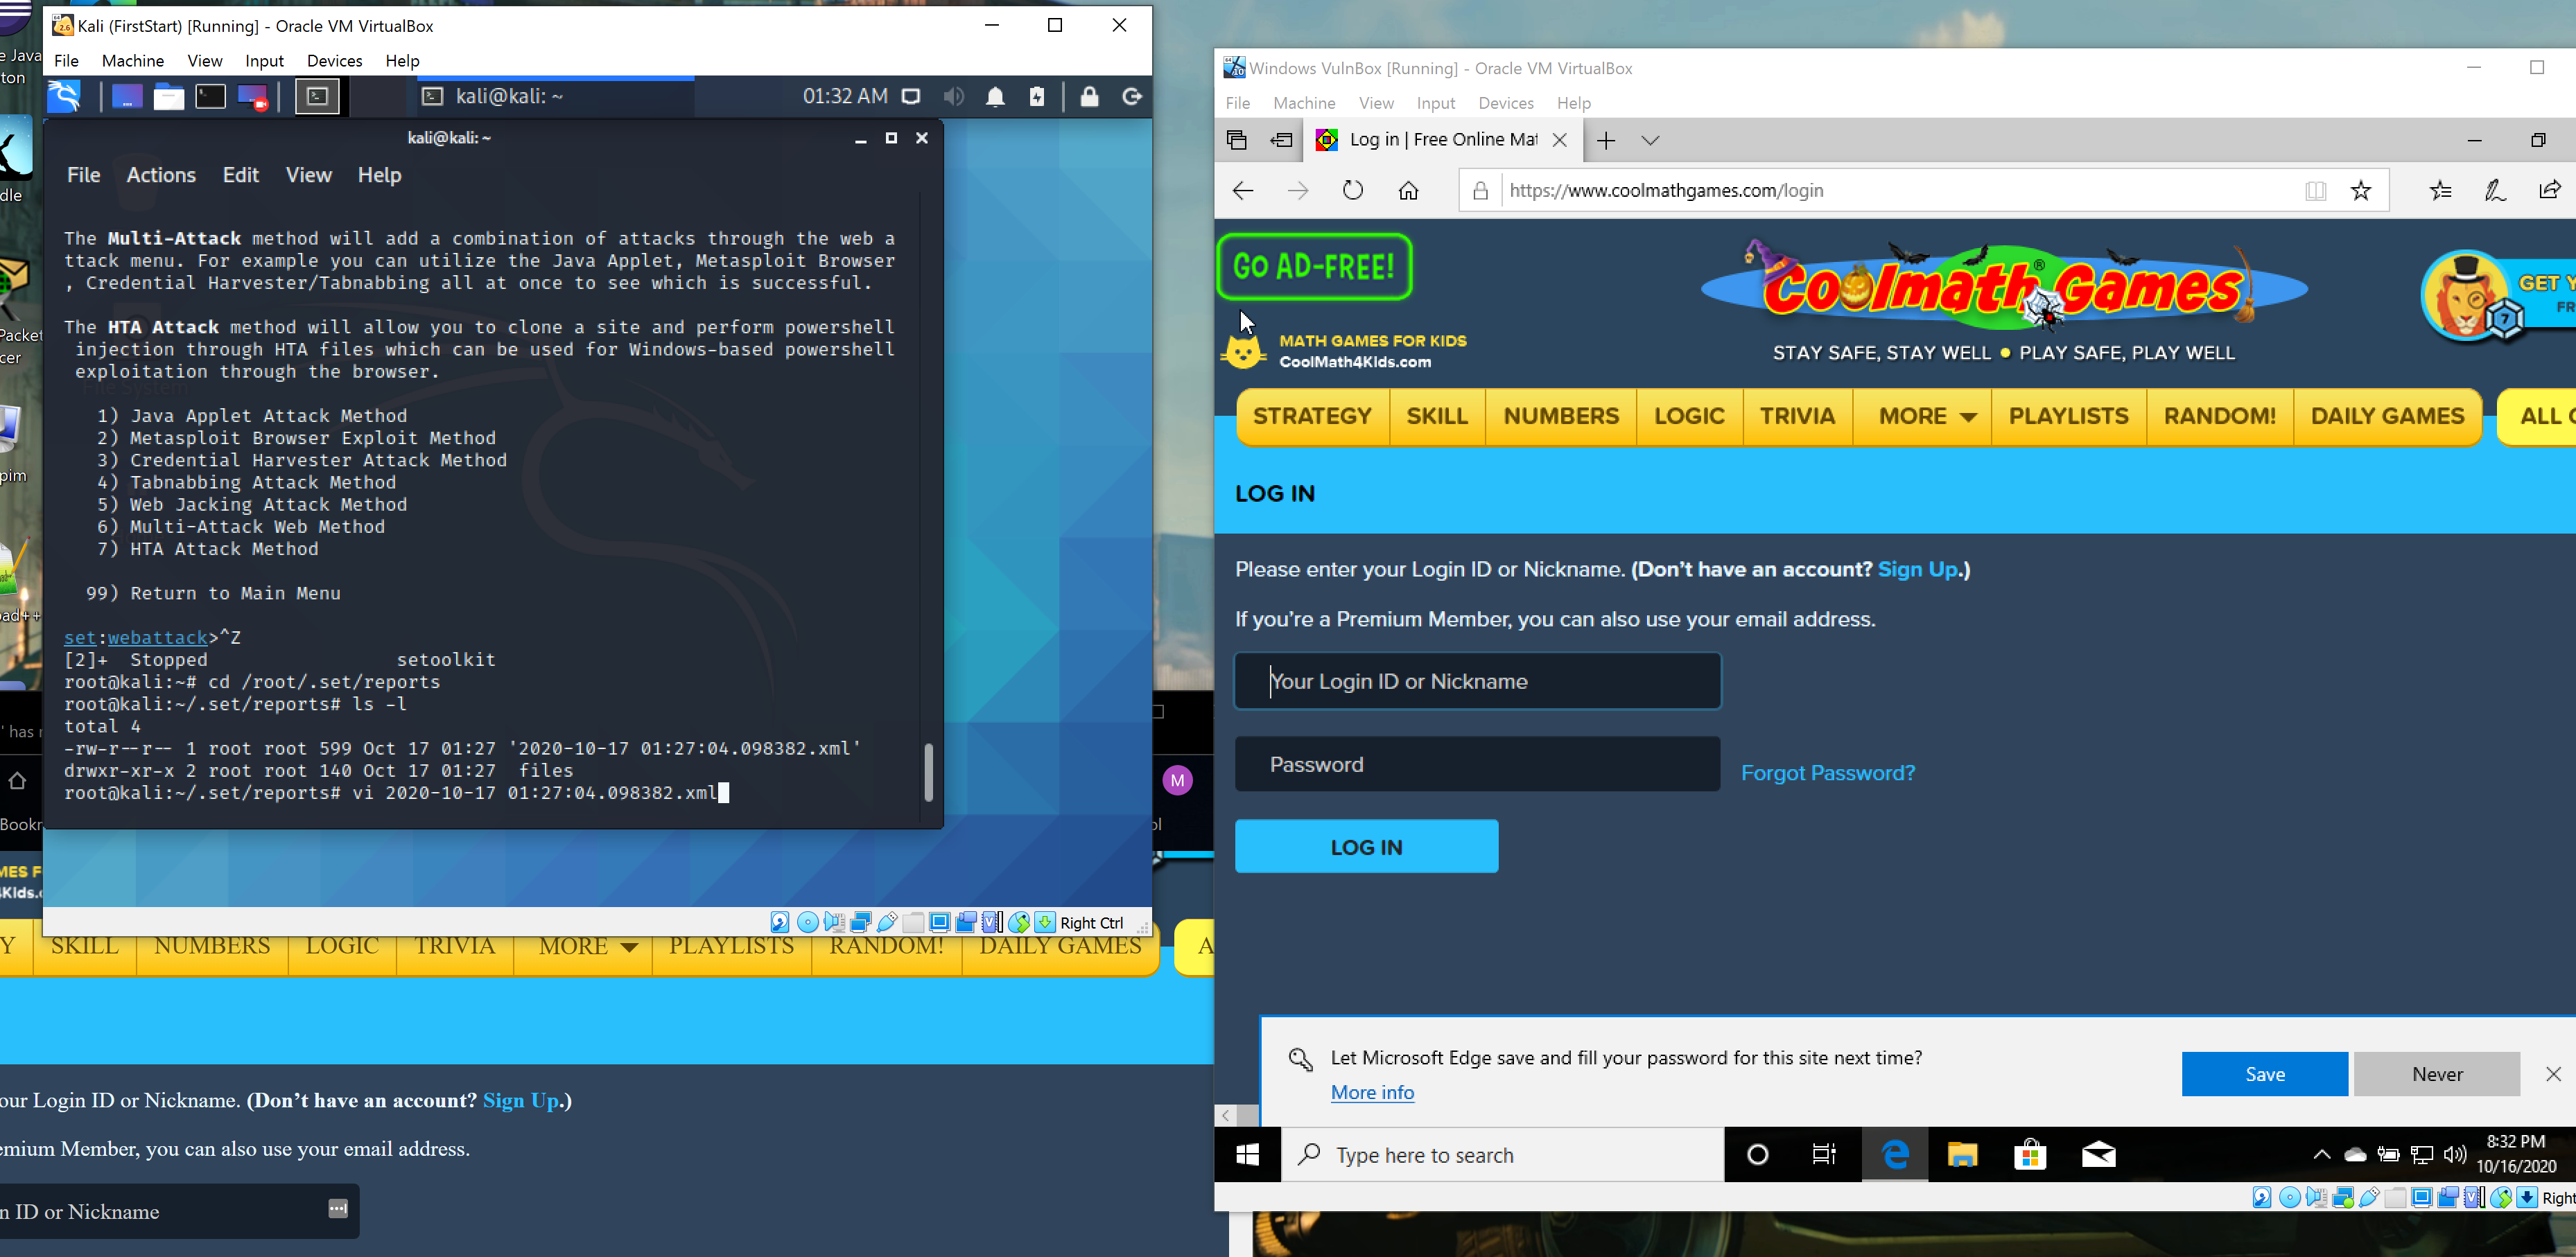 Kali (FirstStart) [Running] - Oracle VM VirtualBox
File Machine View Input Devices Help
kali@kali: ~
01:32 AM
kali@kali: ~
File Actions Edit View Help
The Multi-Attack method will add a combination of attacks through the web a
ttack menu. For example you can utilize the Java Applet, Metasploit Browser
, Credential Harvester/Tabnabbing all at once to see which is successful.
The HTA Attack method will allow you to clone a site and perform powershell
injection through HTA files which can be used for Windows-based powershell
exploitation through the browser.
1) Java Applet Attack Method
2) Metasploit Browser Exploit Method
3) Credential Harvester Attack Method
4) Tabnabbing Attack Method
5) Web Jacking Attack Method
6) Multi-Attack Web Method
7) HTA Attack Method
99) Return to Main Menu
set:webattack>^Z
[2]+  Stopped                 setoolkit
root@kali:~# cd /root/.set/reports
root@kali:~/.set/reports# ls -l
total 4
-rw-r--r-- 1 root root 599 Oct 17 01:27 '2020-10-17 01:27:04.098382.xml'
drwxr-xr-x 2 root root 140 Oct 17 01:27  files
root@kali:~/.set/reports# vi 2020-10-17 01:27:04.098382.xml
Right Ctrl
e Java
ton
dle
Packet
cer
pim
ad++
' has
Bookr
MES F
4Kids.
M
Y SKILL NUMBERS LOGIC TRIVIA MORE PLAYLISTS RANDOM! DAILY GAMES A
our Login ID or Nickname. (Don't have an account? Sign Up.)
emium Member, you can also use your email address.
n ID or Nickname
Windows VulnBox [Running] - Oracle VM VirtualBox
File Machine View Input Devices Help
Log in | Free Online Mat
https://www.coolmathgames.com/login
GO AD-FREE!
MATH GAMES FOR KIDS
CoolMath4Kids.com
Coolmath Games®
STAY SAFE, STAY WELL • PLAY SAFE, PLAY WELL
GET Y
FR
7
STRATEGY SKILL NUMBERS LOGIC TRIVIA MORE PLAYLISTS RANDOM! DAILY GAMES ALL
LOG IN
Please enter your Login ID or Nickname. (Don't have an account? Sign Up.)
If you're a Premium Member, you can also use your email address.
Your Login ID or Nickname
Password
Forgot Password?
LOG IN
Let Microsoft Edge save and fill your password for this site next time?
More info
Save
Never
Type here to search
8:32 PM
10/16/2020
Right